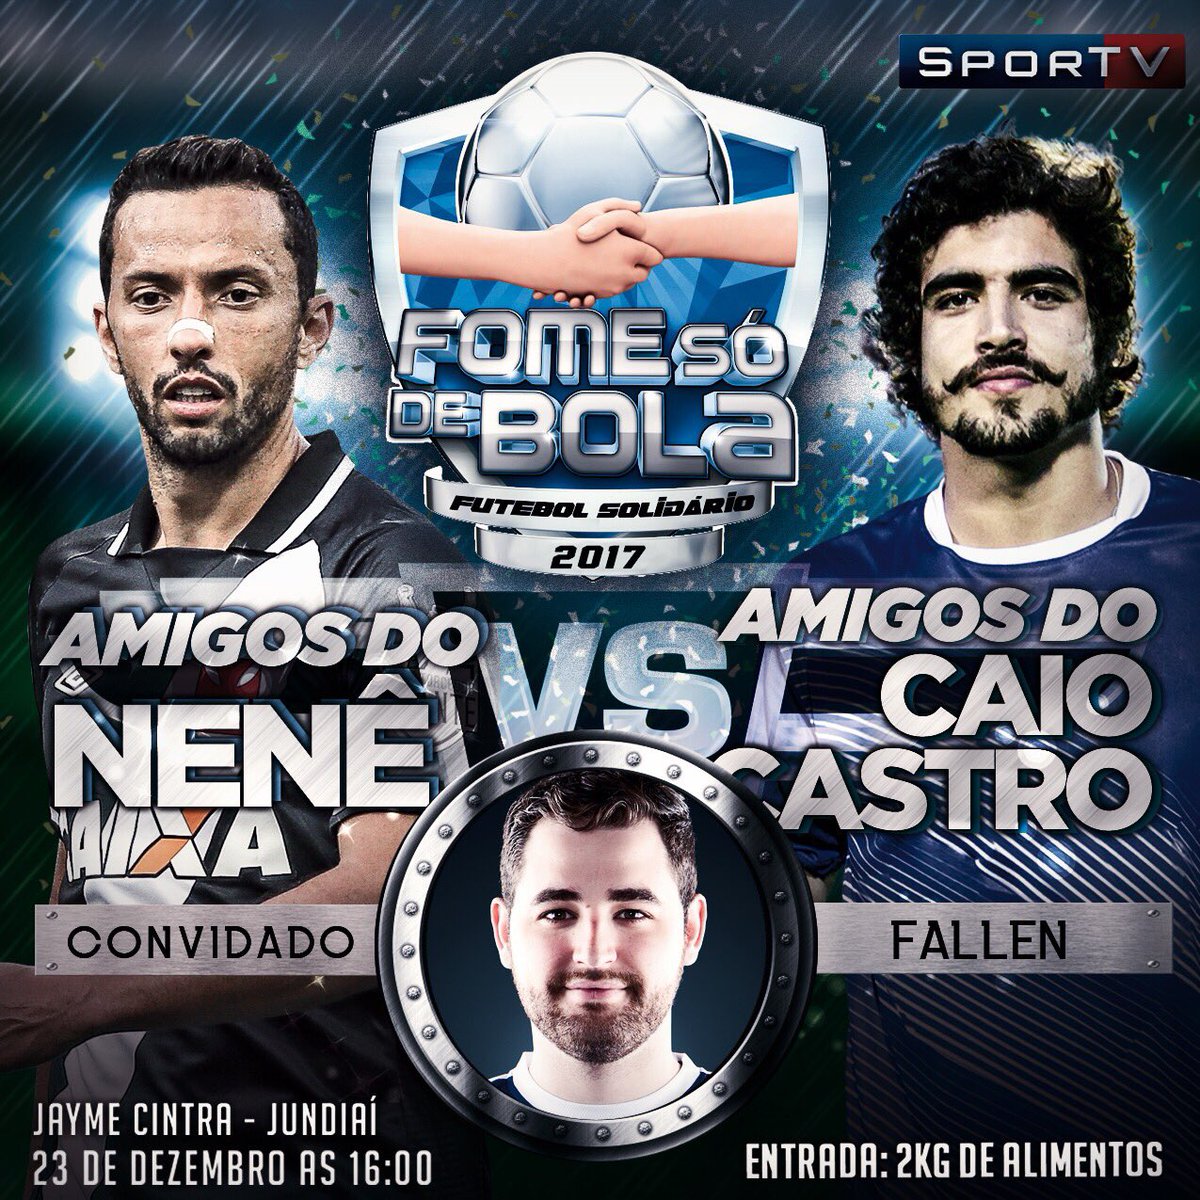 SPORTV
FOME SÓ
DE BOLA
FUTEBOL SOLIDÁRIO
2017
AMIGOS DO
NENÊ
VS
AMIGOS DO
CAIO
CASTRO
CAIXA
CONVIDADO
FALLEN
JAYME CINTRA - JUNDIAÍ
23 DE DEZEMBRO AS 16:00
ENTRADA: 2KG DE ALIMENTOS